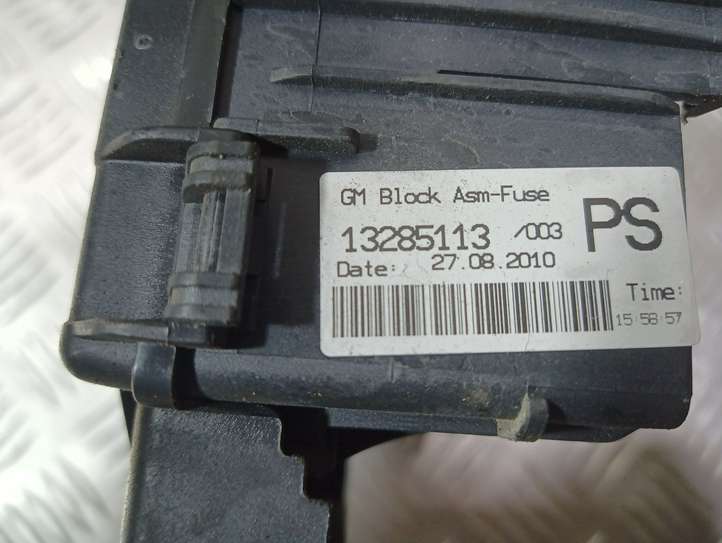 GM Block Asm-Fuse
13285113 /003 PS
Date: 27.08.2010
Time:
15:58:57